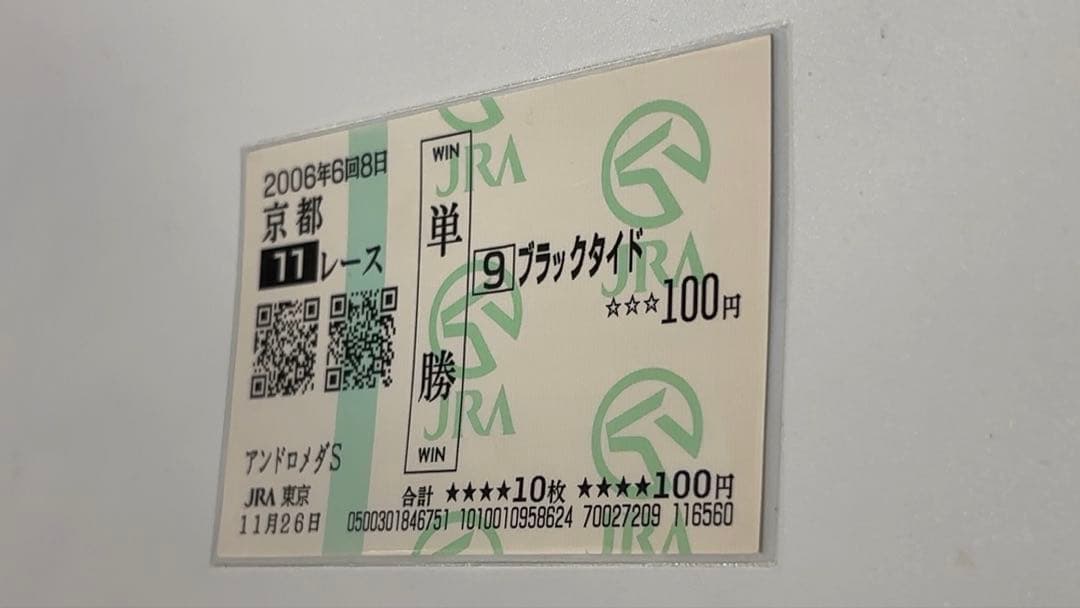 2006年6回8日
京都
11レース
アンドロメダS
JRA 東京
11月26日
WIN
単勝
WIN
9ブラックタイド
☆☆☆100円
合計 ★★★★10枚 ★★★★100円
0500301846751 1010010958624 70027209 116560
JRA
JRA
JRA
JRA